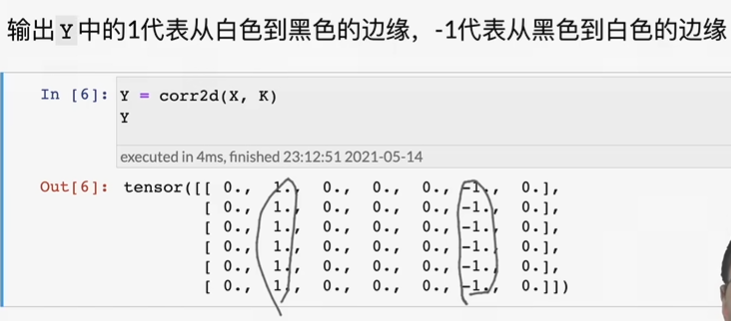 输出Y中的1代表从白色到黑色的边缘，-1代表从黑色到白色的边缘
In [6]: Y = corr2d(X, K)
Y
executed in 4ms, finished 23:12:51 2021-05-14
Out[6]: tensor([[ 0., 1., 0., 0., 0., -1., 0.],
[ 0., 1., 0., 0., 0., -1., 0.],
[ 0., 1., 0., 0., 0., -1., 0.],
[ 0., 1., 0., 0., 0., -1., 0.],
[ 0., 1., 0., 0., 0., -1., 0.],
[ 0., 1., 0., 0., 0., -1., 0.]])